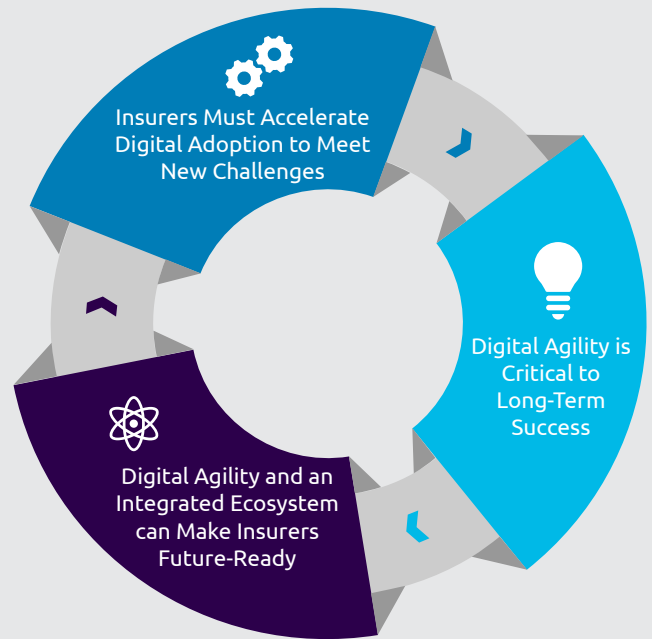 Insurers Must Accelerate
Digital Adoption to Meet
New Challenges
Digital Agility is
Critical to
Long-Term
Success
Digital Agility and an
Integrated Ecosystem
can Make Insurers
Future-Ready